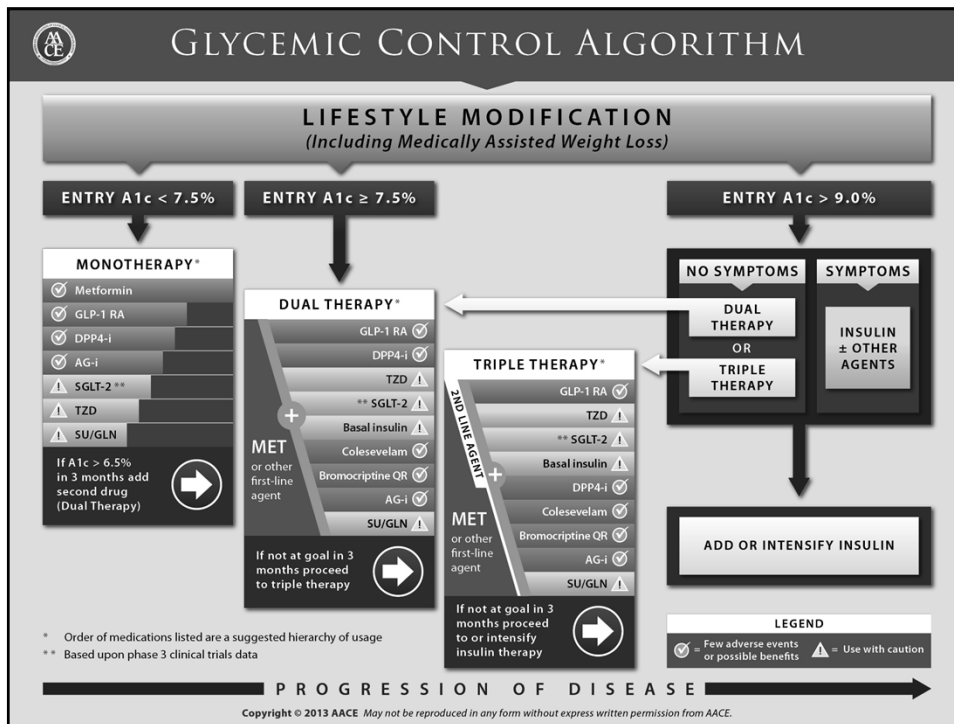 AACE
GLYCEMIC CONTROL ALGORITHM
LIFESTYLE MODIFICATION
(Including Medically Assisted Weight Loss)
ENTRY A1c < 7.5%
ENTRY A1c ≥ 7.5%
ENTRY A1c > 9.0%
MONOTHERAPY*
Metformin
GLP-1 RA
DPP4-i
AG-i
SGLT-2 **
TZD
SU/GLN
If A1c > 6.5%
in 3 months add
second drug
(Dual Therapy)
DUAL THERAPY*
GLP-1 RA
DPP4-i
TZD
** SGLT-2
Basal insulin
Colesevelam
Bromocriptine QR
AG-i
SU/GLN
+
MET
or other
first-line
agent
If not at goal in 3
months proceed
to triple therapy
TRIPLE THERAPY*
GLP-1 RA
TZD
** SGLT-2
Basal insulin
DPP4-i
Colesevelam
Bromocriptine QR
AG-i
SU/GLN
2ND LINE AGENT
+
MET
or other
first-line
agent
If not at goal in 3
months proceed
to or intensify
insulin therapy
NO SYMPTOMS
DUAL
THERAPY
OR
TRIPLE
THERAPY
SYMPTOMS
INSULIN
± OTHER
AGENTS
ADD OR INTENSIFY INSULIN
LEGEND
= Few adverse events
or possible benefits
= Use with caution
* Order of medications listed are a suggested hierarchy of usage
** Based upon phase 3 clinical trials data
PROGRESSION OF DISEASE
Copyright © 2013 AACE May not be reproduced in any form without express written permission from AACE.